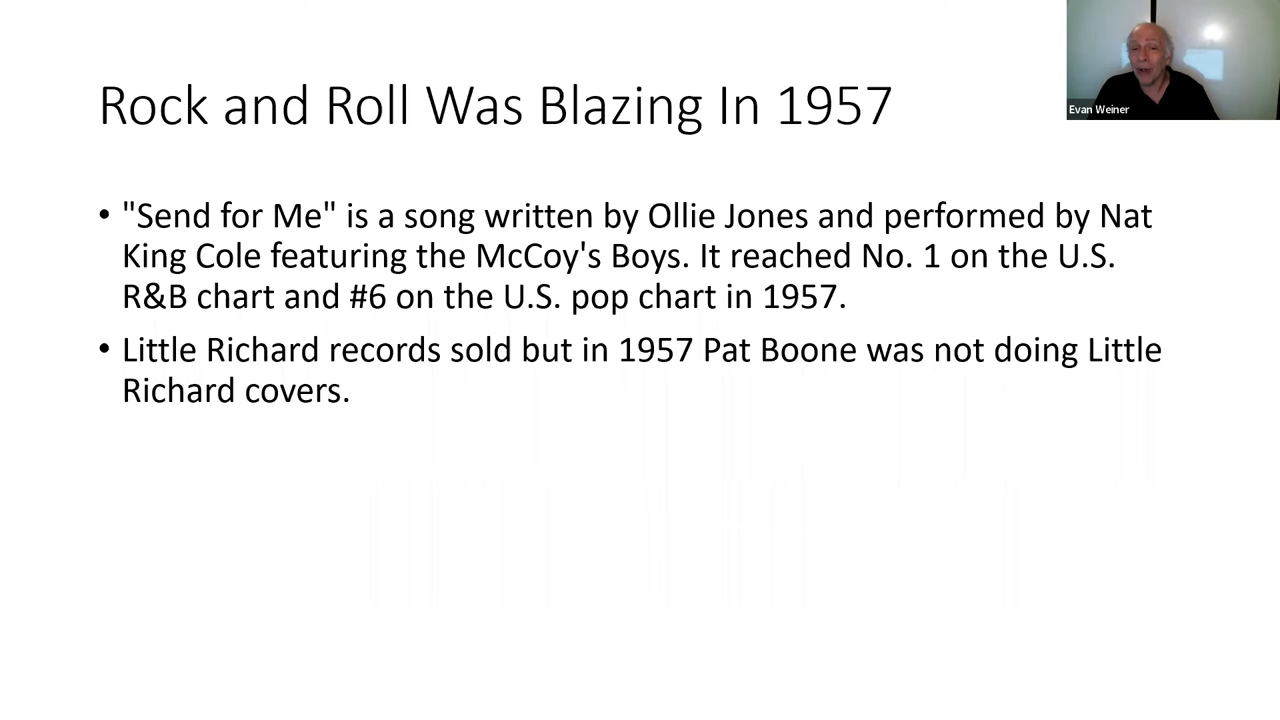 Rock and Roll Was Blazing In 1957
Evan Weiner
• "Send for Me" is a song written by Ollie Jones and performed by Nat
King Cole featuring the McCoy's Boys. It reached No. 1 on the U.S.
R&B chart and #6 on the U.S. pop chart in 1957.
• Little Richard records sold but in 1957 Pat Boone was not doing Little
Richard covers.